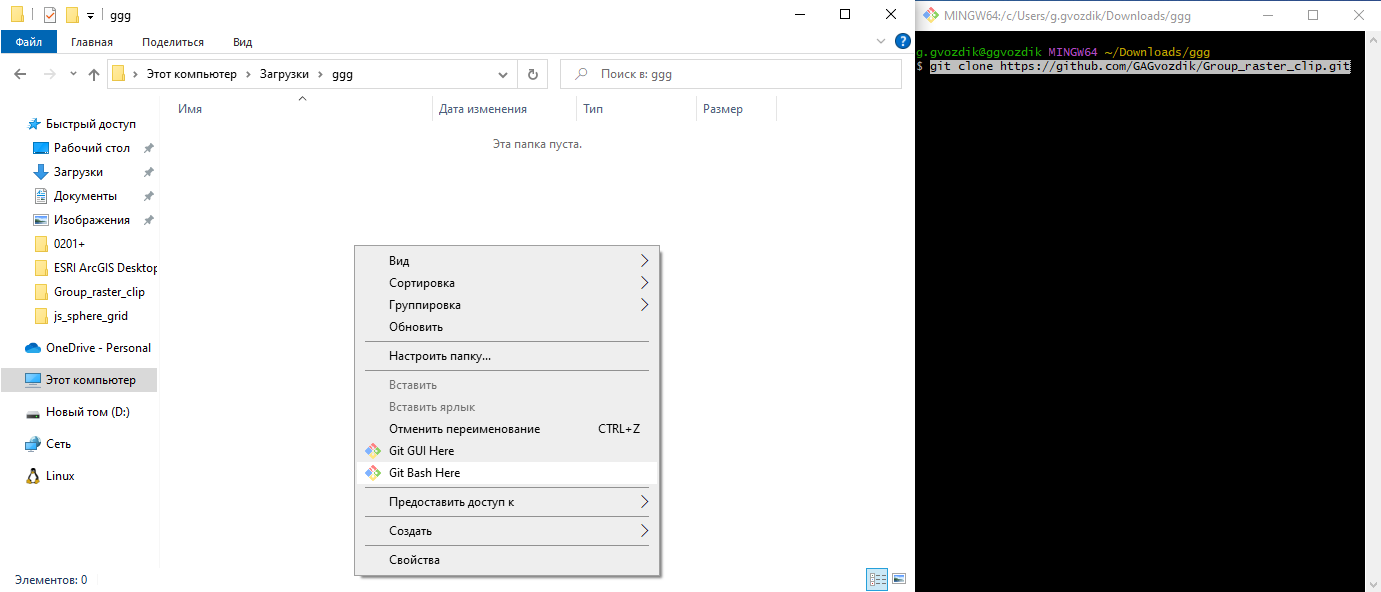 ggg
Файл Главная Поделиться Вид
Этот компьютер Загрузки ggg
Поиск в: ggg
Имя Дата изменения Тип Размер
Эта папка пуста.
Быстрый доступ
Рабочий стол
Загрузки
Документы
Изображения
0201+
ESRI ArcGIS Desktop
Group_raster_clip
js_sphere_grid
OneDrive - Personal
Этот компьютер
Новый том (D:)
Сеть
Linux
Элементов: 0
Вид
Сортировка
Группировка
Обновить
Настроить папку...
Вставить
Вставить ярлык
Отменить переименование CTRL+Z
Git GUI Here
Git Bash Here
Предоставить доступ к
Создать
Свойства
MINGW64:/c/Users/g.gvozdik/Downloads/ggg
g.gvozdik@ggvozdik MINGW64 ~/Downloads/ggg
$ git clone https://github.com/GAGvozdik/Group_raster_clip.git